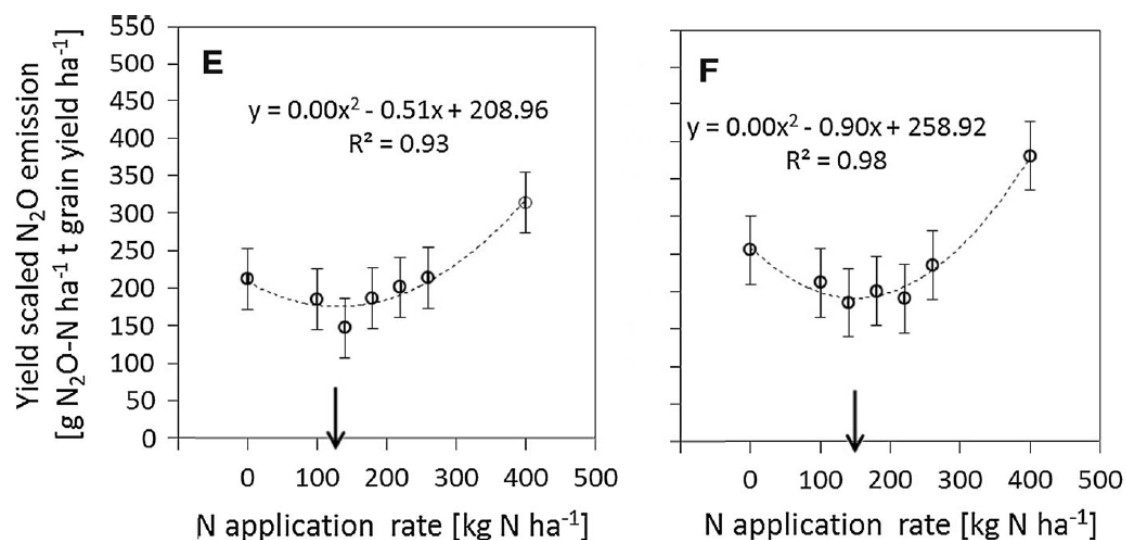 Yield scaled N₂O emission
[g N₂O-N ha⁻¹ t grain yield ha⁻¹]
550
500
450
400
350
300
250
200
150
100
50
0
E
y = 0.00x² - 0.51x + 208.96
R² = 0.93
0 100 200 300 400 500
N application rate [kg N ha⁻¹]
F
y = 0.00x² - 0.90x + 258.92
R² = 0.98
0 100 200 300 400 500
N application rate [kg N ha⁻¹]